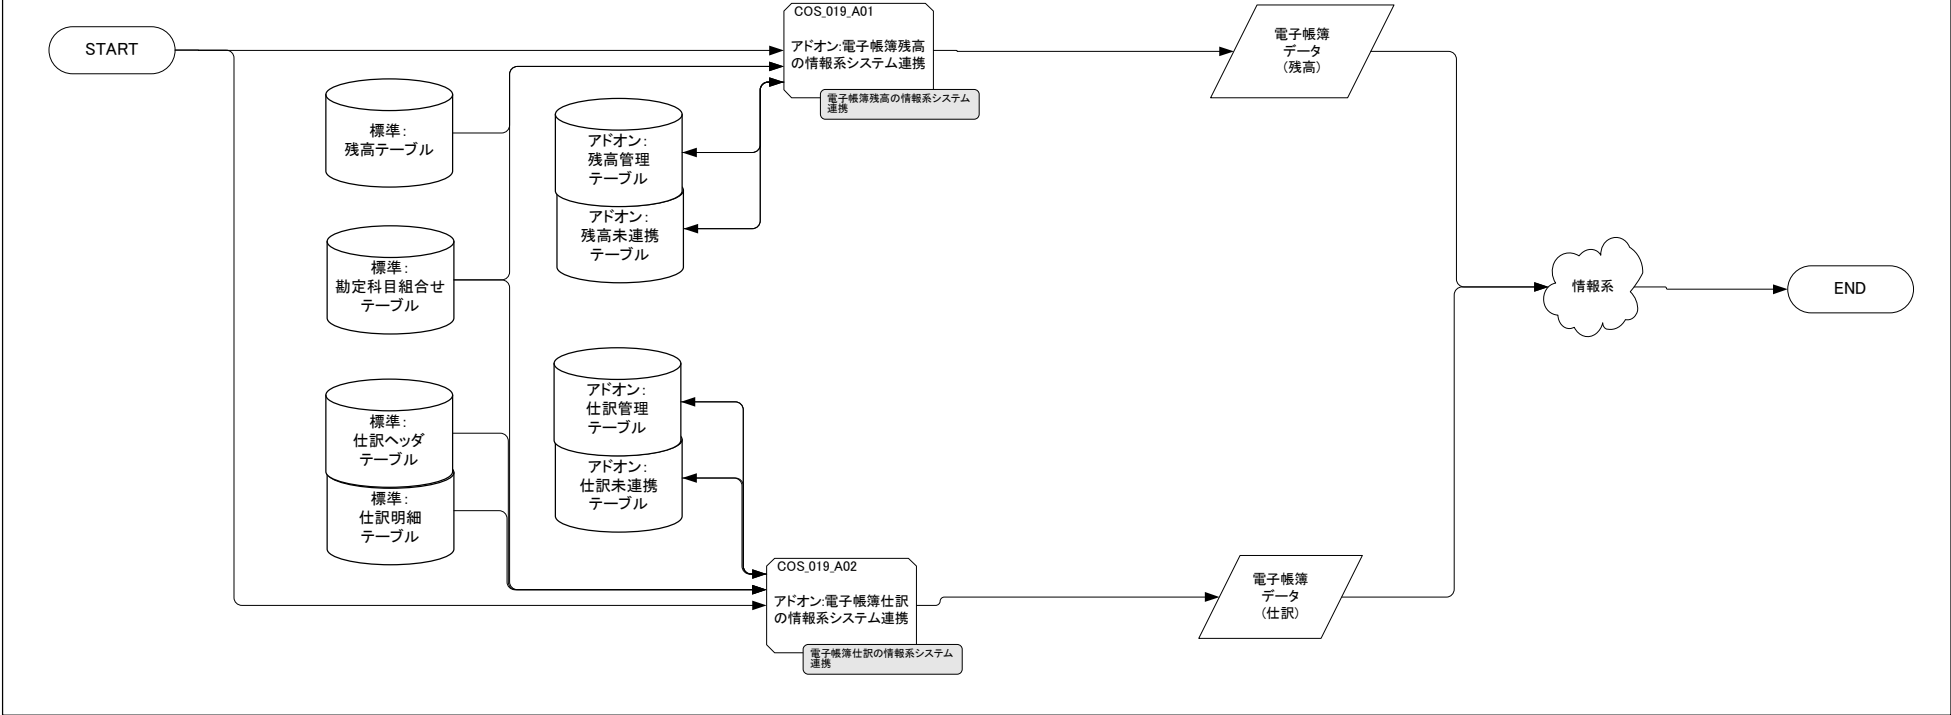 START
COS_019_A01
アドオン:電子帳簿残高
の情報系システム連携
電子帳簿残高の情報系システム
連携
電子帳簿
データ
(残高)
標準:
残高テーブル
アドオン:
残高管理
テーブル
アドオン:
残高未連携
テーブル
標準:
勘定科目組合せ
テーブル
情報系
END
標準:
仕訳ヘッダ
テーブル
標準:
仕訳明細
テーブル
アドオン:
仕訳管理
テーブル
アドオン:
仕訳未連携
テーブル
COS_019_A02
アドオン:電子帳簿仕訳
の情報系システム連携
電子帳簿仕訳の情報系システム
連携
電子帳簿
データ
(仕訳)